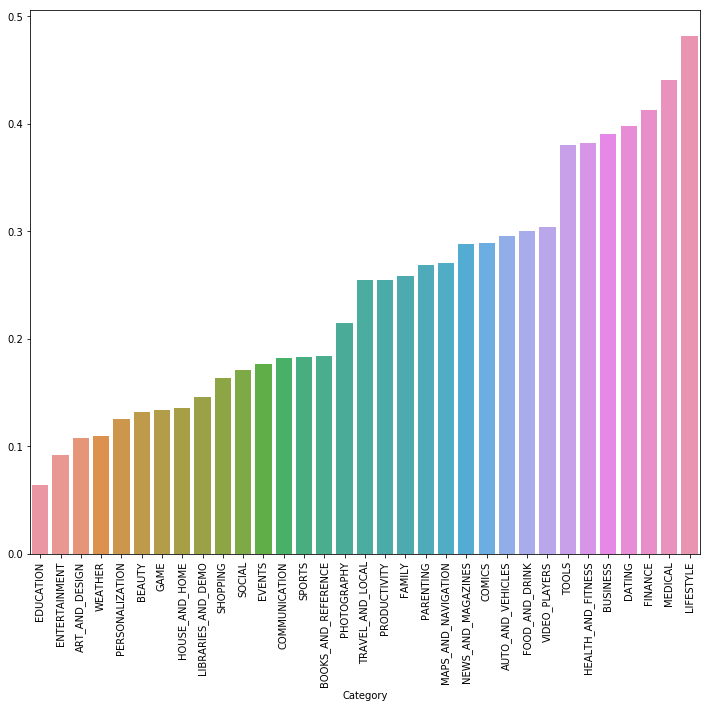 0.5
0.4
0.3
0.2
0.1
0.0
EDUCATION
ENTERTAINMENT
ART_AND_DESIGN
WEATHER
PERSONALIZATION
BEAUTY
GAME
HOUSE_AND_HOME
LIBRARIES_AND_DEMO
SHOPPING
SOCIAL
EVENTS
COMMUNICATION
SPORTS
BOOKS_AND_REFERENCE
PHOTOGRAPHY
TRAVEL_AND_LOCAL
PRODUCTIVITY
FAMILY
PARENTING
MAPS_AND_NAVIGATION
NEWS_AND_MAGAZINES
COMICS
AUTO_AND_VEHICLES
FOOD_AND_DRINK
VIDEO_PLAYERS
TOOLS
HEALTH_AND_FITNESS
BUSINESS
DATING
FINANCE
MEDICAL
LIFESTYLE
Category